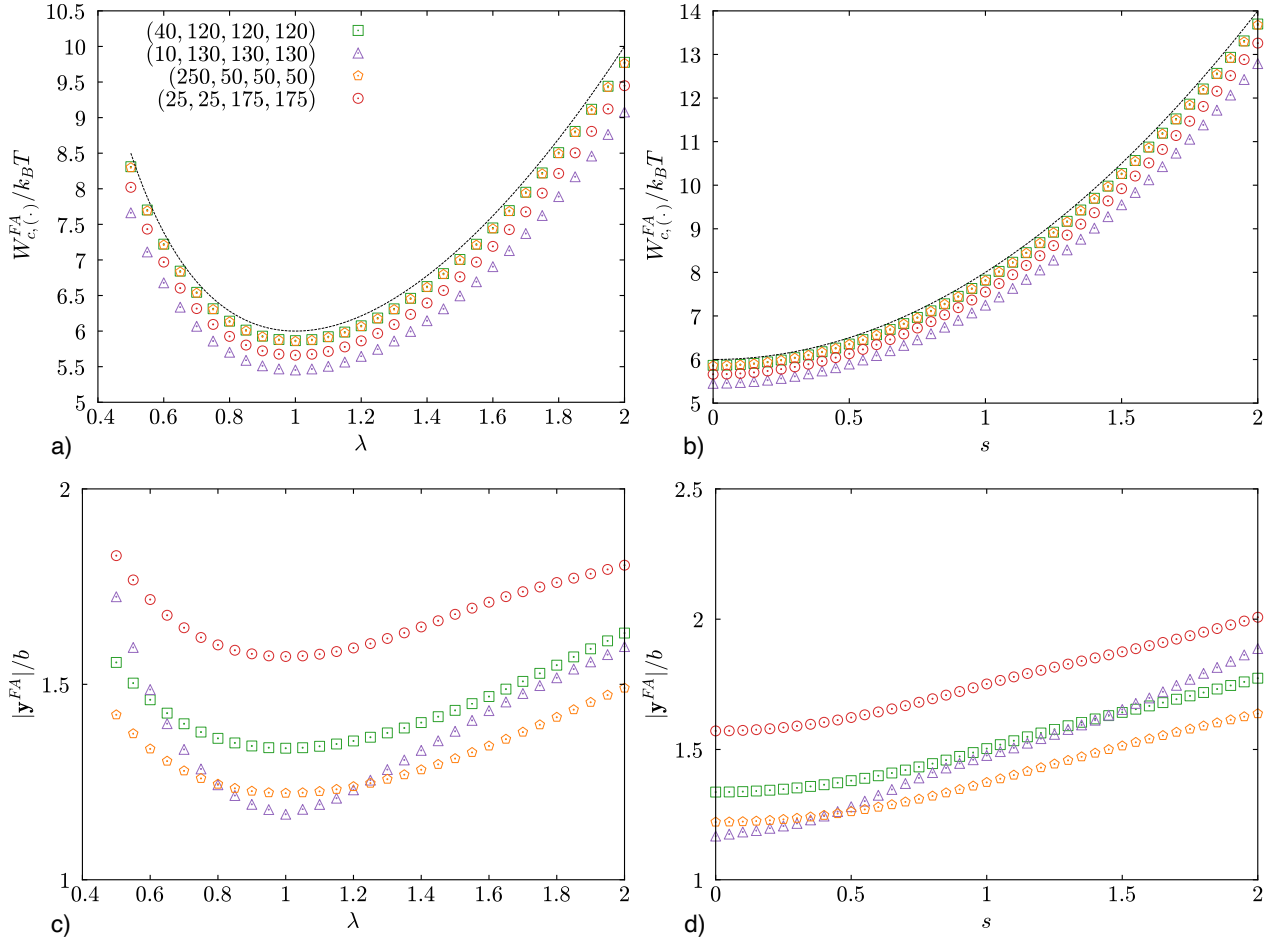 10.5
10
9.5
9
8.5
8
7.5
7
6.5
6
5.5
5
0.4 0.6 0.8 1 1.2 1.4 1.6 1.8 2
W^{FA}_{c,(·)}/k_BT
λ
a)
(40, 120, 120, 120)
(10, 130, 130, 130)
(250, 50, 50, 50)
(25, 25, 175, 175)
14
13
12
11
10
9
8
7
6
5
0 0.5 1 1.5 2
W^{FA}_{c,(·)}/k_BT
s
b)
2
1.5
1
0.4 0.6 0.8 1 1.2 1.4 1.6 1.8 2
|y^{FA}|/b
λ
c)
2.5
2
1.5
1
0 0.5 1 1.5 2
|y^{FA}|/b
s
d)